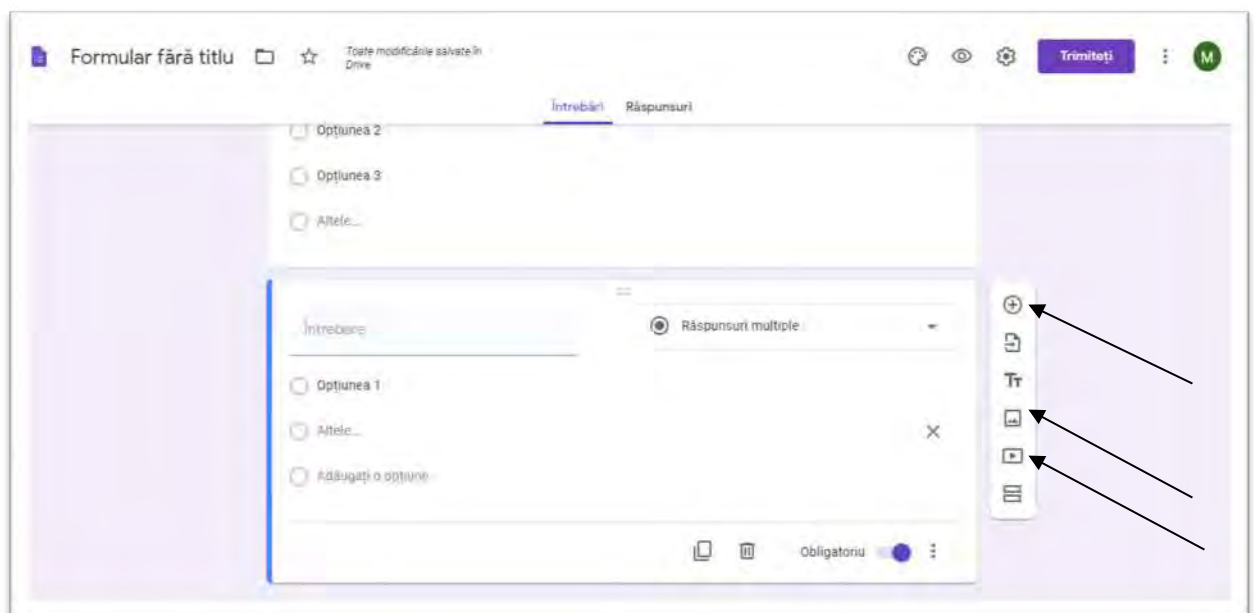 Formular fără titlu
Toate modificările salvate în
Drive
Trimiteți
M
Întrebări Răspunsuri
Opțiunea 2
Opțiunea 3
Altele...
Întrebare
Răspunsuri multiple
Opțiunea 1
Altele...
Adăugați o opțiune
Tт
Obligatoriu